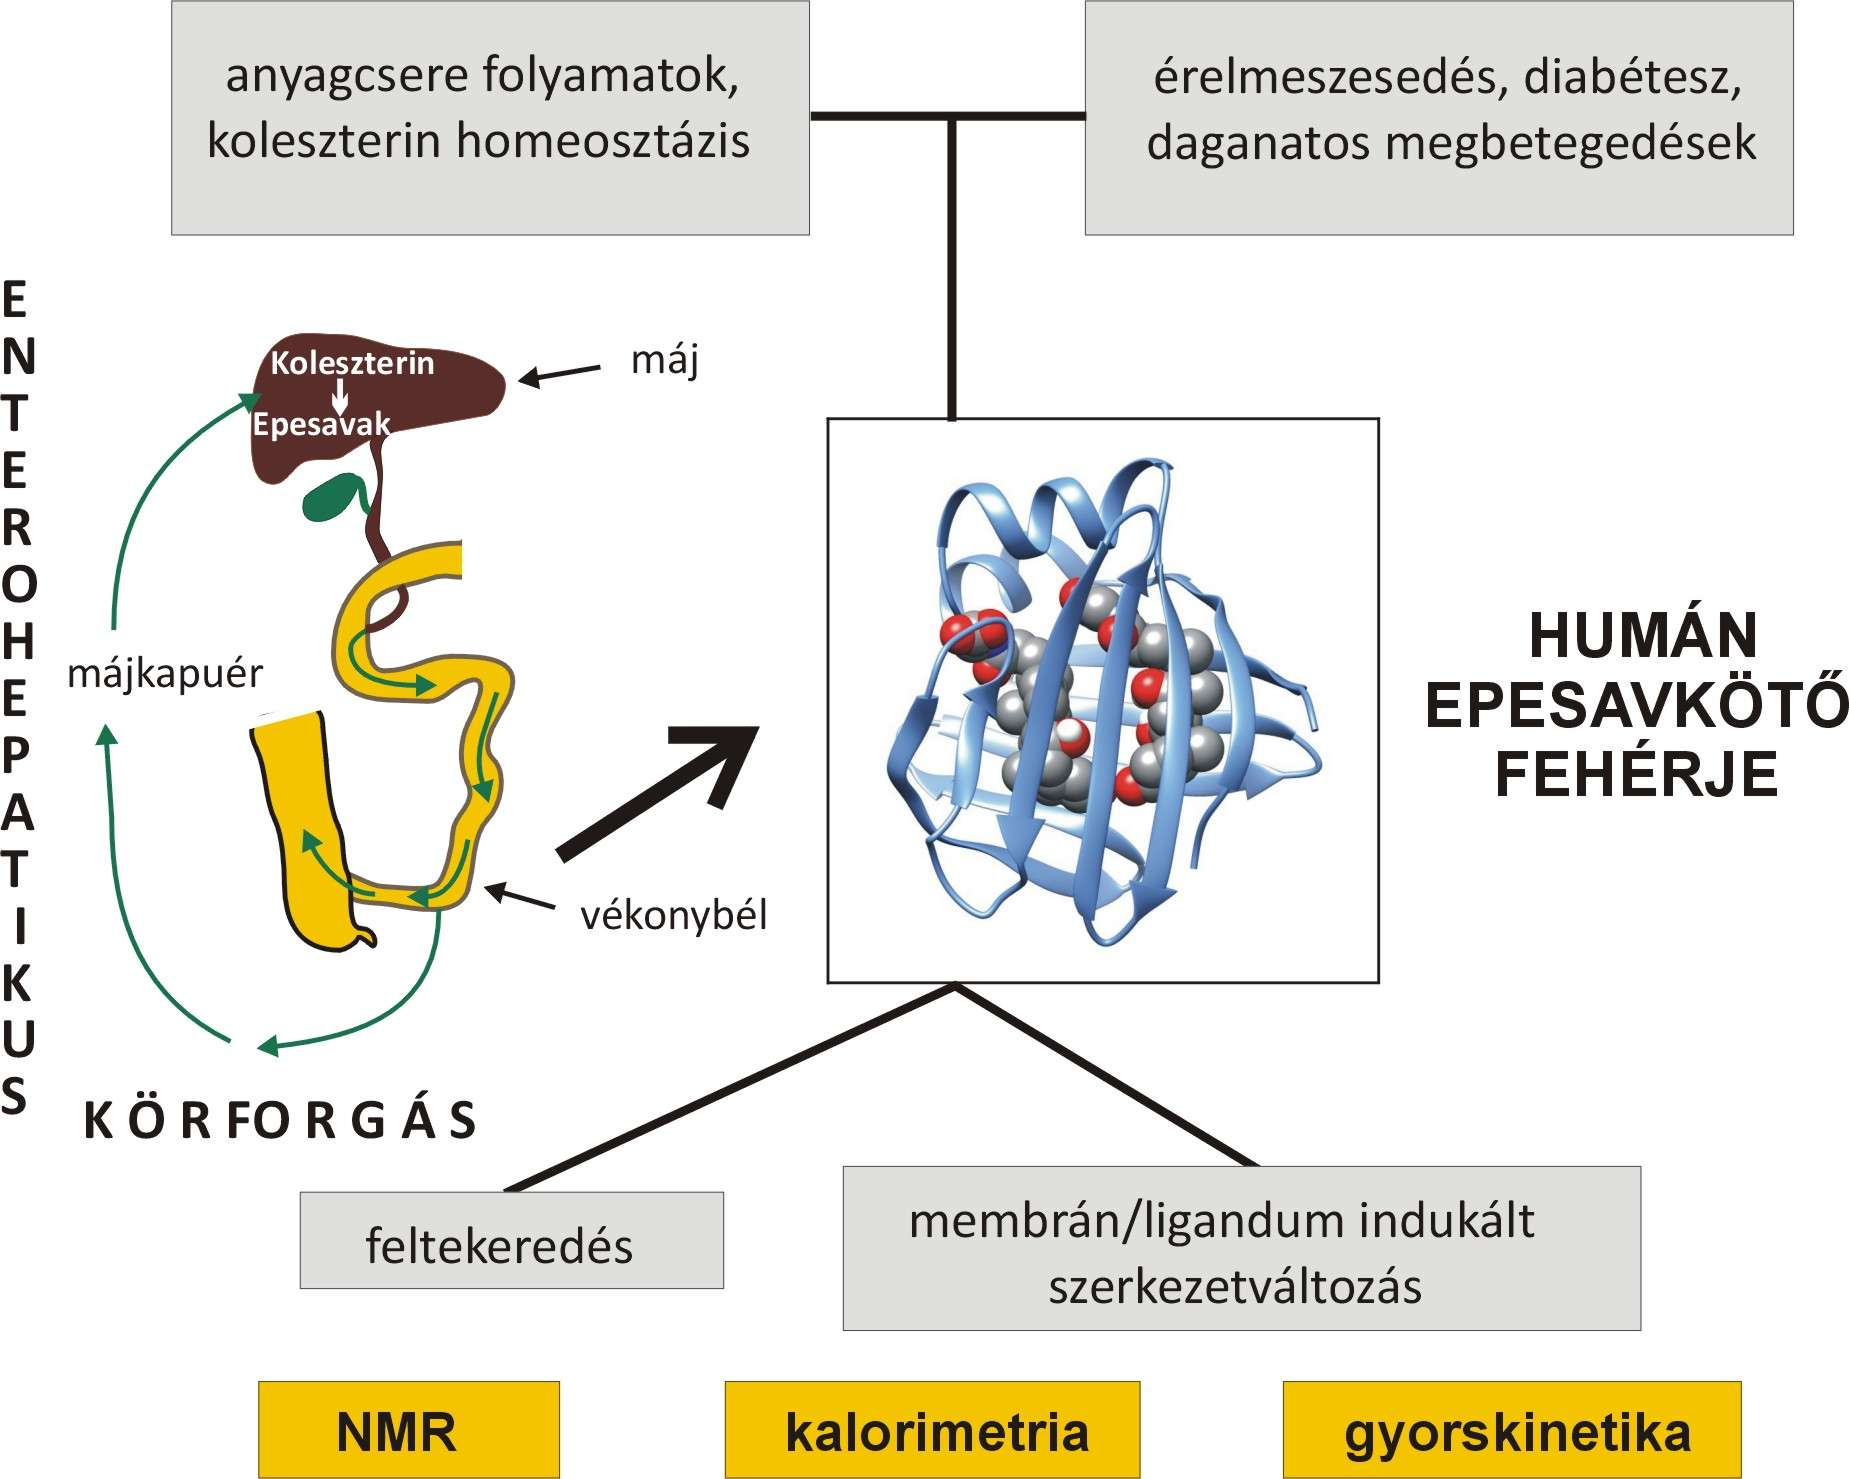 anyagcsere folyamatok,
koleszterin homeosztázis
érelmeszesedés, diabétesz,
daganatos megbetegedések
ENTEROHEPATIKUS
KÖRFORGÁS
Koleszterin
Epesavak
máj
májkapuér
vékonybél
HUMÁN
EPESAVKÖTŐ
FEHÉRJE
feltekeredés
membrán/ligandum indukált
szerkezetváltozás
NMR
kalorimetria
gyorskinetika